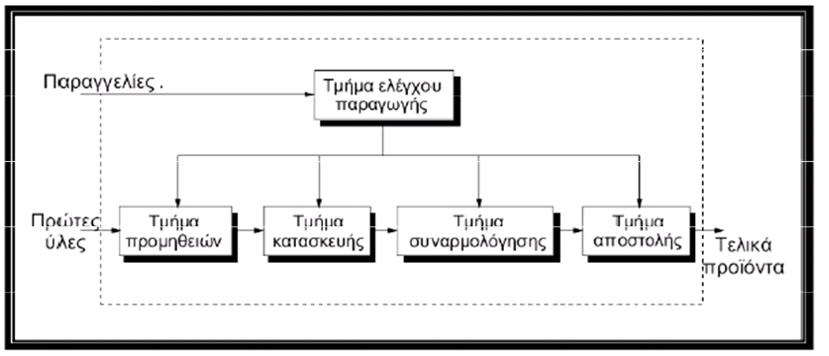 Παραγγελίες .
Τμήμα ελέγχου
παραγωγής
Πρώτες
ύλες
Τμήμα
προμηθειών
Τμήμα
κατασκευής
Τμήμα
συναρμολόγησης
Τμήμα
αποστολής
Τελικά
προϊόντα